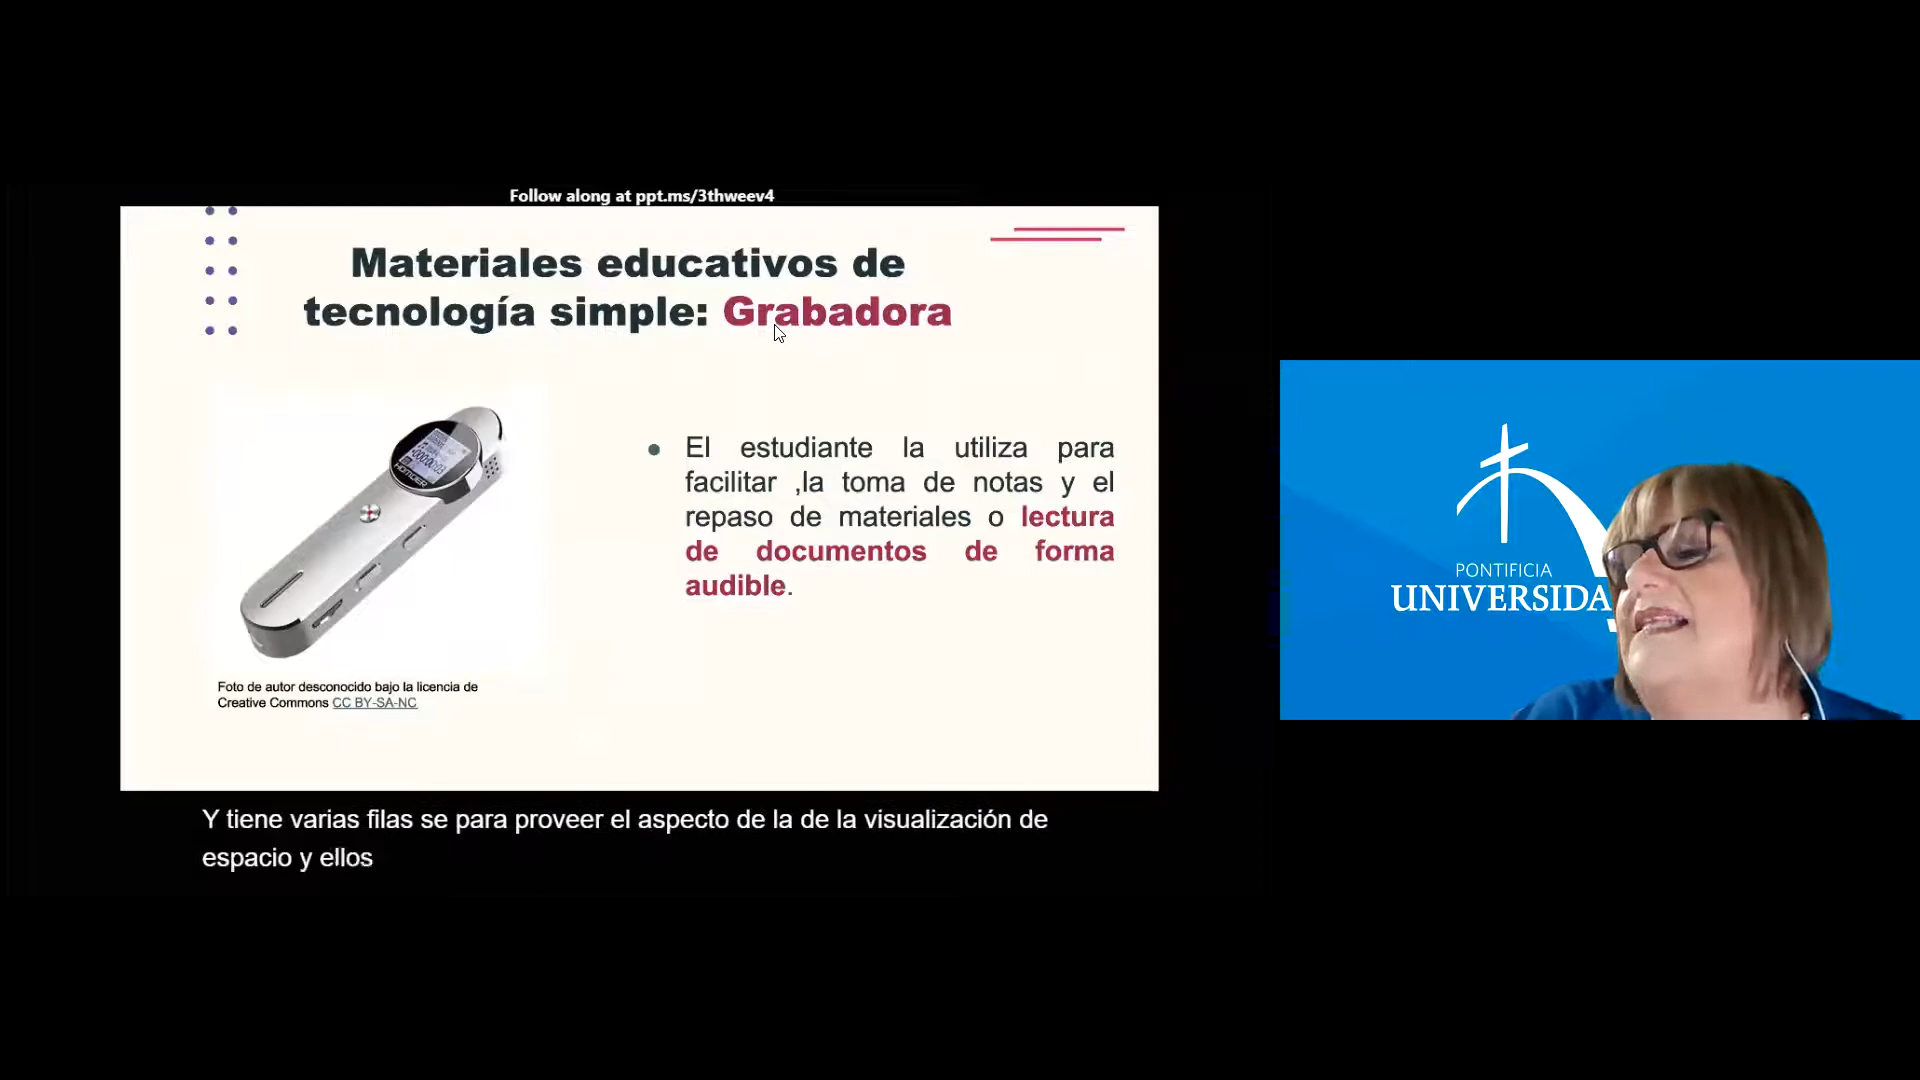 Follow along at ppt.ms/3thweev4
Materiales educativos de
tecnología simple: Grabadora
El estudiante la utiliza para
facilitar ,la toma de notas y el
repaso de materiales o lectura
de documentos de forma
audible.
HOMDER
Foto de autor desconocido bajo la licencia de
Creative Commons CC BY-SA-NC
PONTIFICIA
UNIVERSIDA
Y tiene varias filas se para proveer el aspecto de la de la visualización de
espacio y ellos